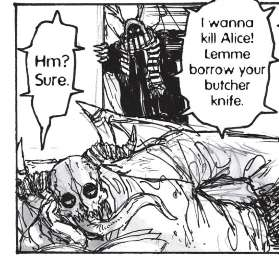 I wanna
kill Alice!
Lemme
borrow your
butcher
knife.
Hm?
Sure.